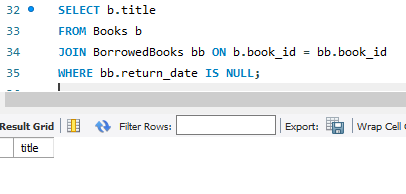 32 SELECT b.title
33 FROM Books b
34 JOIN BorrowedBooks bb ON b.book_id = bb.book_id
35 WHERE bb.return_date IS NULL;
Result Grid Filter Rows: Export: Wrap Cell
title